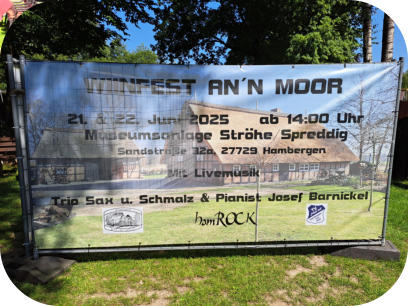 WINFEST AN'N MOOR
21. & 22. Juni 2025 ab 14:00 Uhr
Museumsanlage Ströhe/Spreddig
Sandstraße 32a, 27729 Hambergen
Mit Livemusik
Trio Sax u. Schmalz & Pianist Josef Barnickel
hamROCK